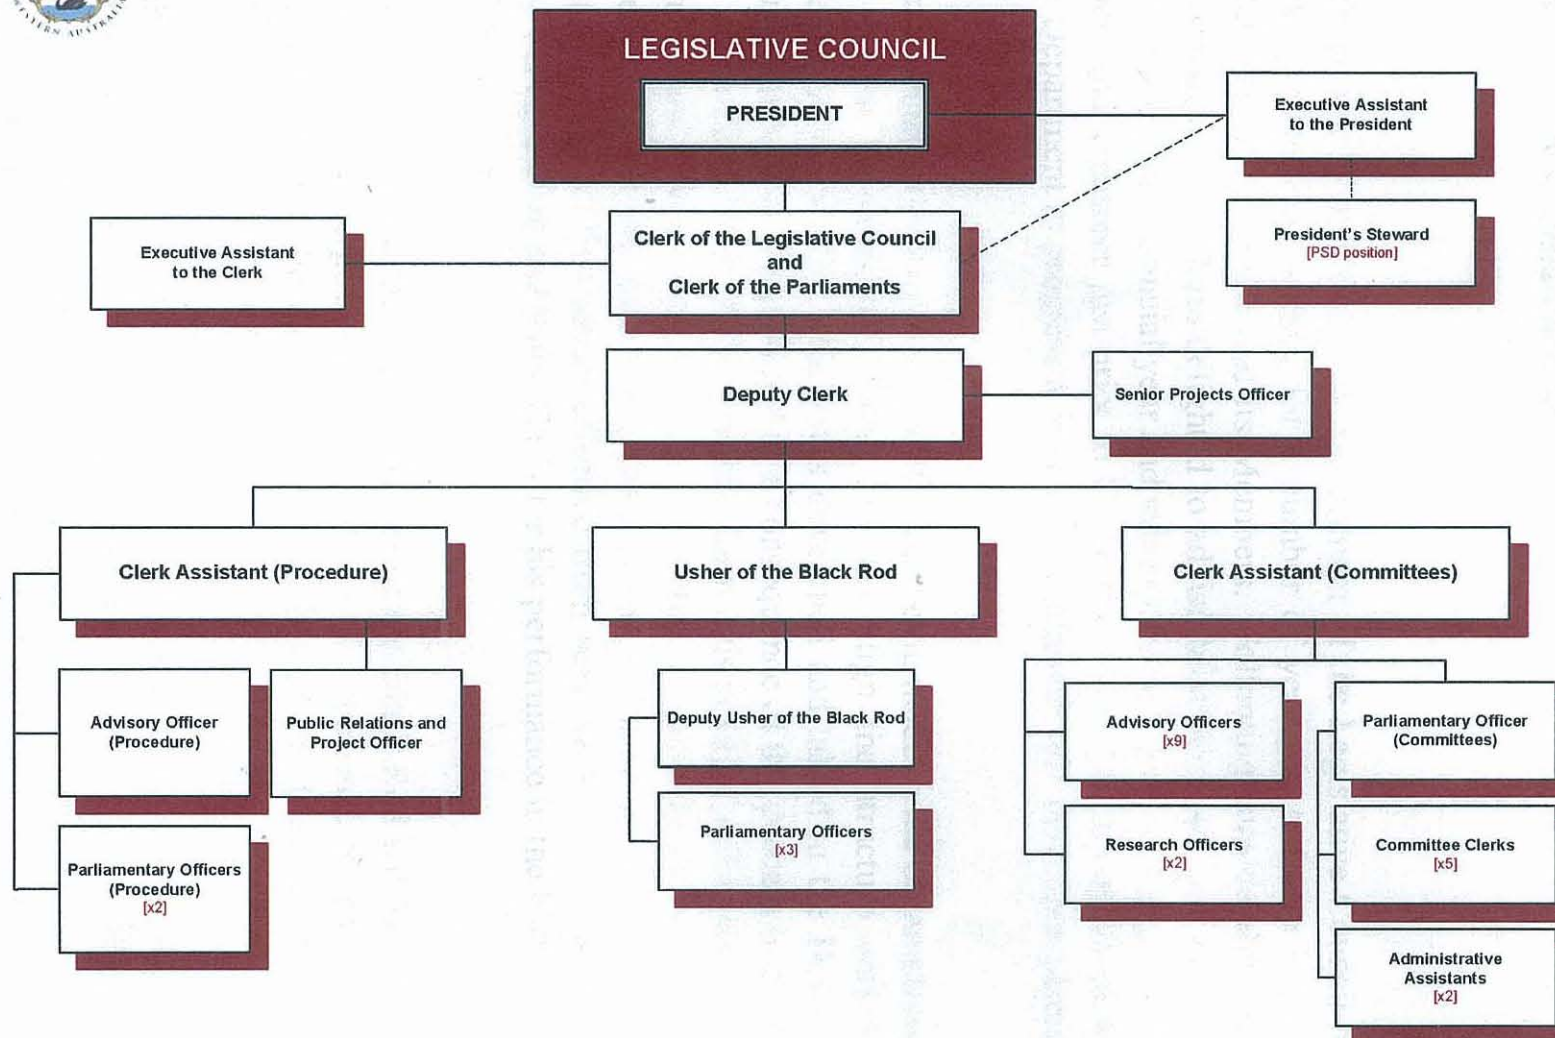 WESTERN AUSTRALIA
LEGISLATIVE COUNCIL
PRESIDENT
Executive Assistant
to the President
President's Steward
[PSD position]
Executive Assistant
to the Clerk
Clerk of the Legislative Council
and
Clerk of the Parliaments
Deputy Clerk
Senior Projects Officer
Clerk Assistant (Procedure)
Usher of the Black Rod
Clerk Assistant (Committees)
Advisory Officer
(Procedure)
Public Relations and
Project Officer
Parliamentary Officers
(Procedure)
[x2]
Deputy Usher of the Black Rod
Parliamentary Officers
[x3]
Advisory Officers
[x9]
Research Officers
[x2]
Parliamentary Officer
(Committees)
Committee Clerks
[x5]
Administrative
Assistants
[x2]